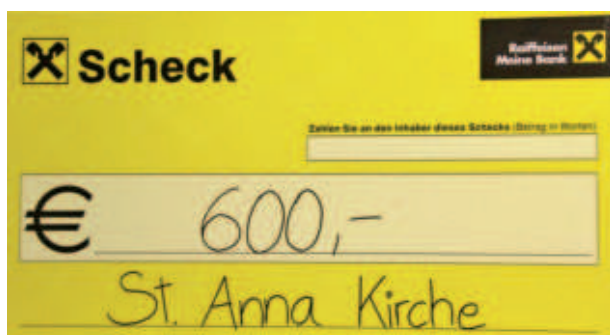 Scheck
Raiffeisen
Meine Bank
Zahlen Sie an den Inhaber dieses Schecks (Betrag in Worten)
€ 600,-
St. Anna Kirche